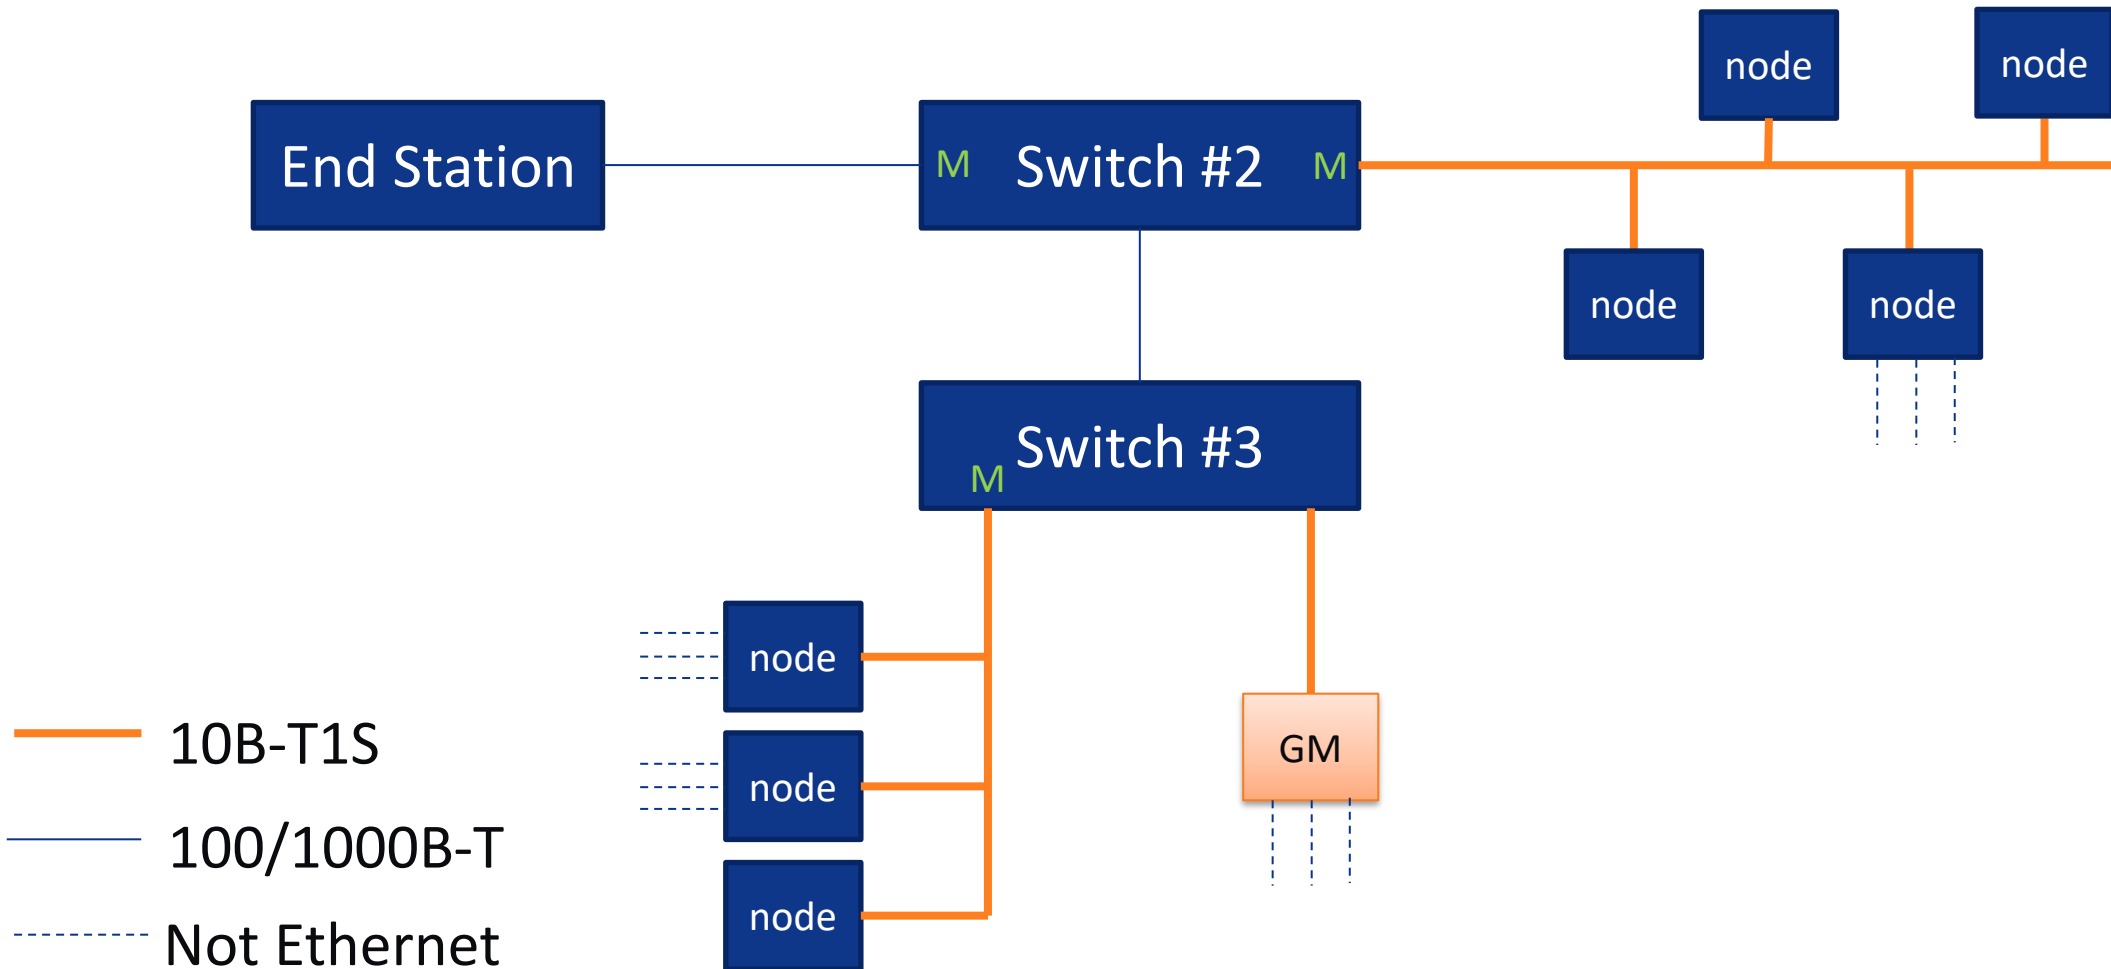 node
node
End Station
M
Switch #2
M
node
node
Switch #3
M
node
GM
node
node
10B-T1S
100/1000B-T
Not Ethernet